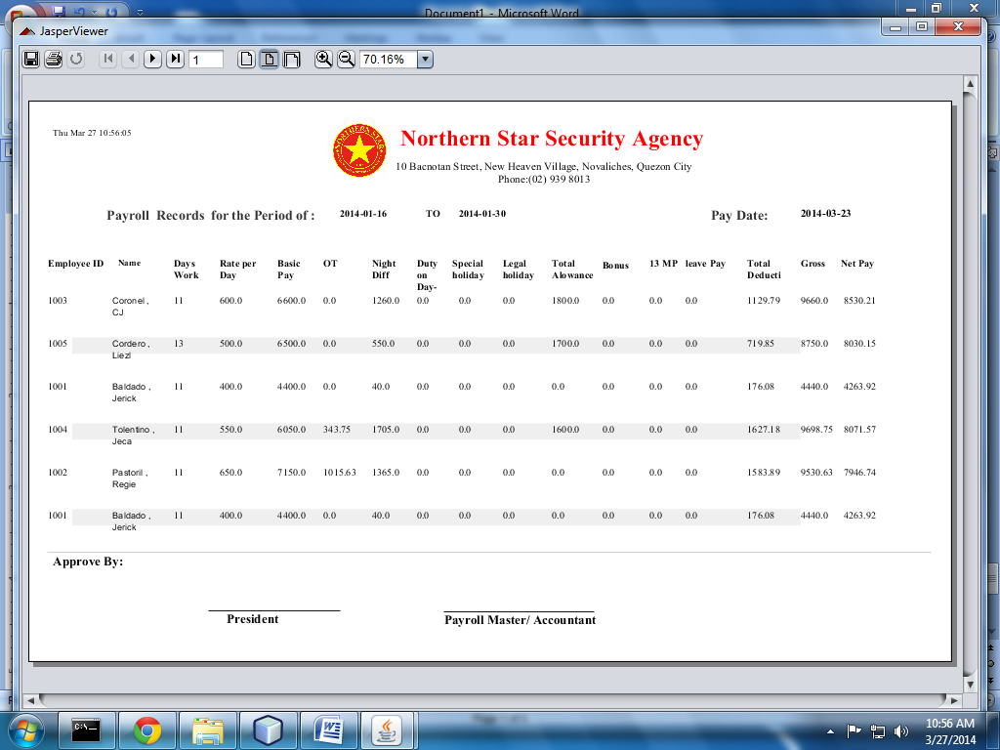 Document1 - Microsoft Word
JasperViewer
1
70.16%
Thu Mar 27 10:56:05
NORTHERN STAR
Northern Star Security Agency
10 Bacnotan Street, New Heaven Village, Novaliches, Quezon City
Phone:(02) 939 8013
Payroll Records for the Period of : 2014-01-16 TO 2014-01-30 Pay Date: 2014-03-23
Employee ID Name Days Rate per Basic OT Night Duty Special Legal Total Bonus 13 MP leave Pay Total Gross Net Pay
Work Day Pay Diff on holiday holiday Alowance Deducti
Day-
1003 Coronel , 11 600.0 6600.0 0.0 1260.0 0.0 0.0 0.0 1800.0 0.0 0.0 0.0 1129.79 9660.0 8530.21
CJ
1005 Cordero , 13 500.0 6500.0 0.0 550.0 0.0 0.0 0.0 1700.0 0.0 0.0 0.0 719.85 8750.0 8030.15
Liezl
1001 Baldado , 11 400.0 4400.0 0.0 40.0 0.0 0.0 0.0 0.0 0.0 0.0 0.0 176.08 4440.0 4263.92
Jerick
1004 Tolentino , 11 550.0 6050.0 343.75 1705.0 0.0 0.0 0.0 1600.0 0.0 0.0 0.0 1627.18 9698.75 8071.57
Jeca
1002 Pastoril , 11 650.0 7150.0 1015.63 1365.0 0.0 0.0 0.0 0.0 0.0 0.0 0.0 1583.89 9530.63 7946.74
Regie
1001 Baldado , 11 400.0 4400.0 0.0 40.0 0.0 0.0 0.0 0.0 0.0 0.0 0.0 176.08 4440.0 4263.92
Jerick
Approve By:
President
Payroll Master/ Accountant
C:\
10:56 AM
3/27/2014